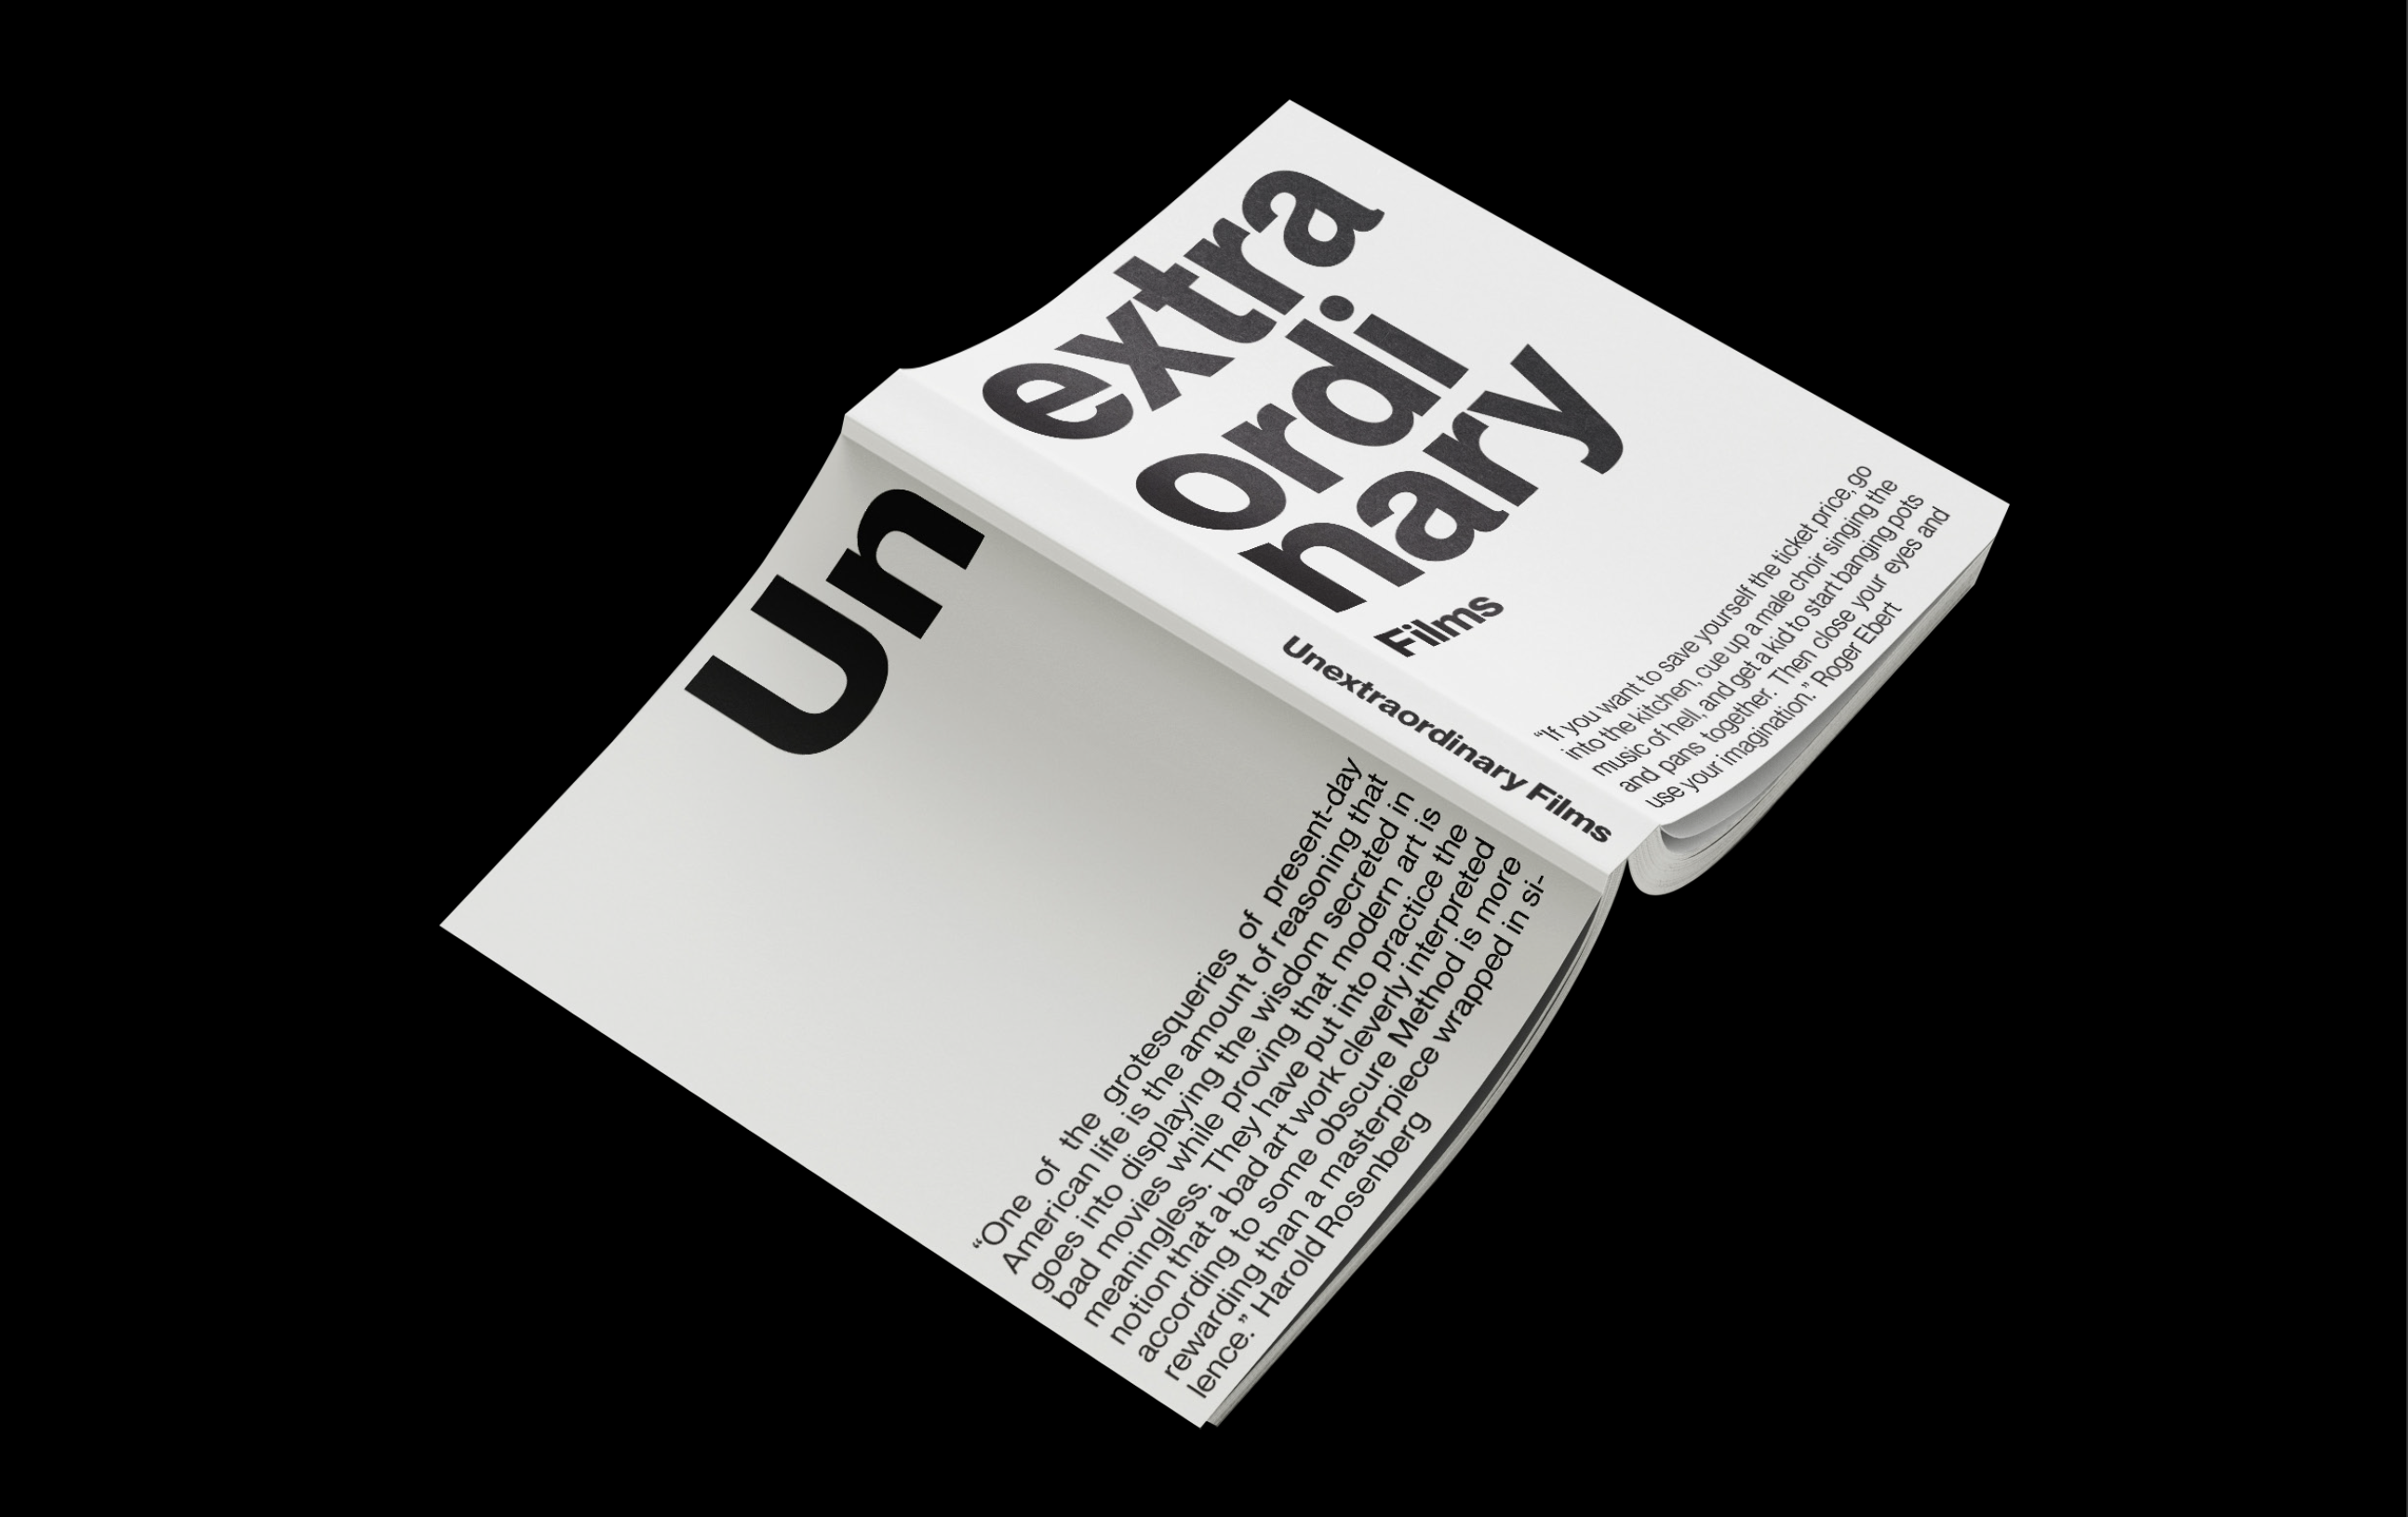 Un
“One of the grotesqueries of present-day
American life is the amount of reasoning that
goes into displaying the wisdom secreted in
bad movies while proving that modern art is
meaningless. They have put into practice the
notion that a bad art work cleverly interpreted
according to some obscure Method is more
rewarding than a masterpiece wrapped in si-
lence.” Harold Rosenberg
Unextraordinary Films
extra
ordi
nary
Films
“If you want to save yourself the ticket price, go
into the kitchen, cue up a male choir singing the
music of hell, and get a kid to start banging pots
and pans together. Then close your eyes and
use your imagination.” Roger Ebert